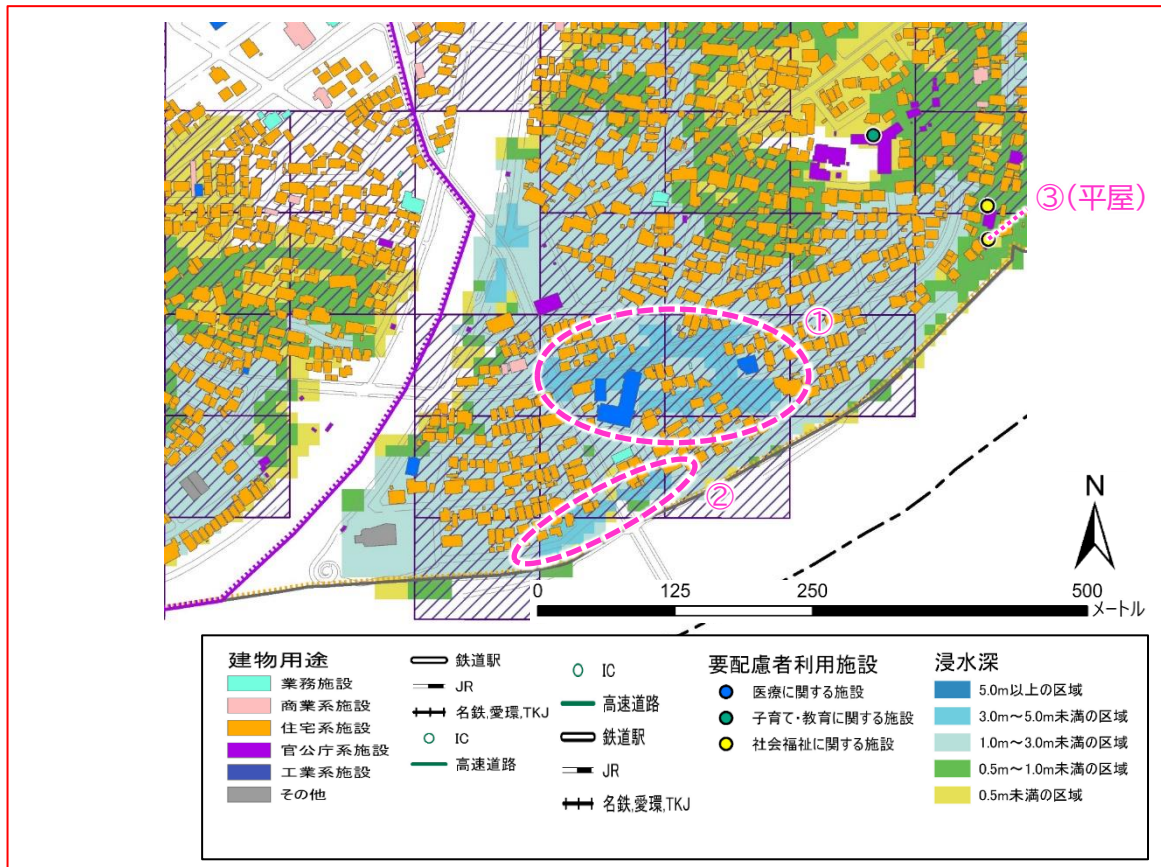 ③(平屋)
①
②
N
0 125 250 500
メートル
建物用途
業務施設
商業系施設
住宅系施設
官公庁系施設
工業系施設
その他
鉄道駅
JR
名鉄,愛環,TKJ
IC
高速道路
IC
高速道路
鉄道駅
JR
名鉄,愛環,TKJ
要配慮者利用施設
医療に関する施設
子育て・教育に関する施設
社会福祉に関する施設
浸水深
5.0m以上の区域
3.0m～5.0m未満の区域
1.0m～3.0m未満の区域
0.5m～1.0m未満の区域
0.5m未満の区域